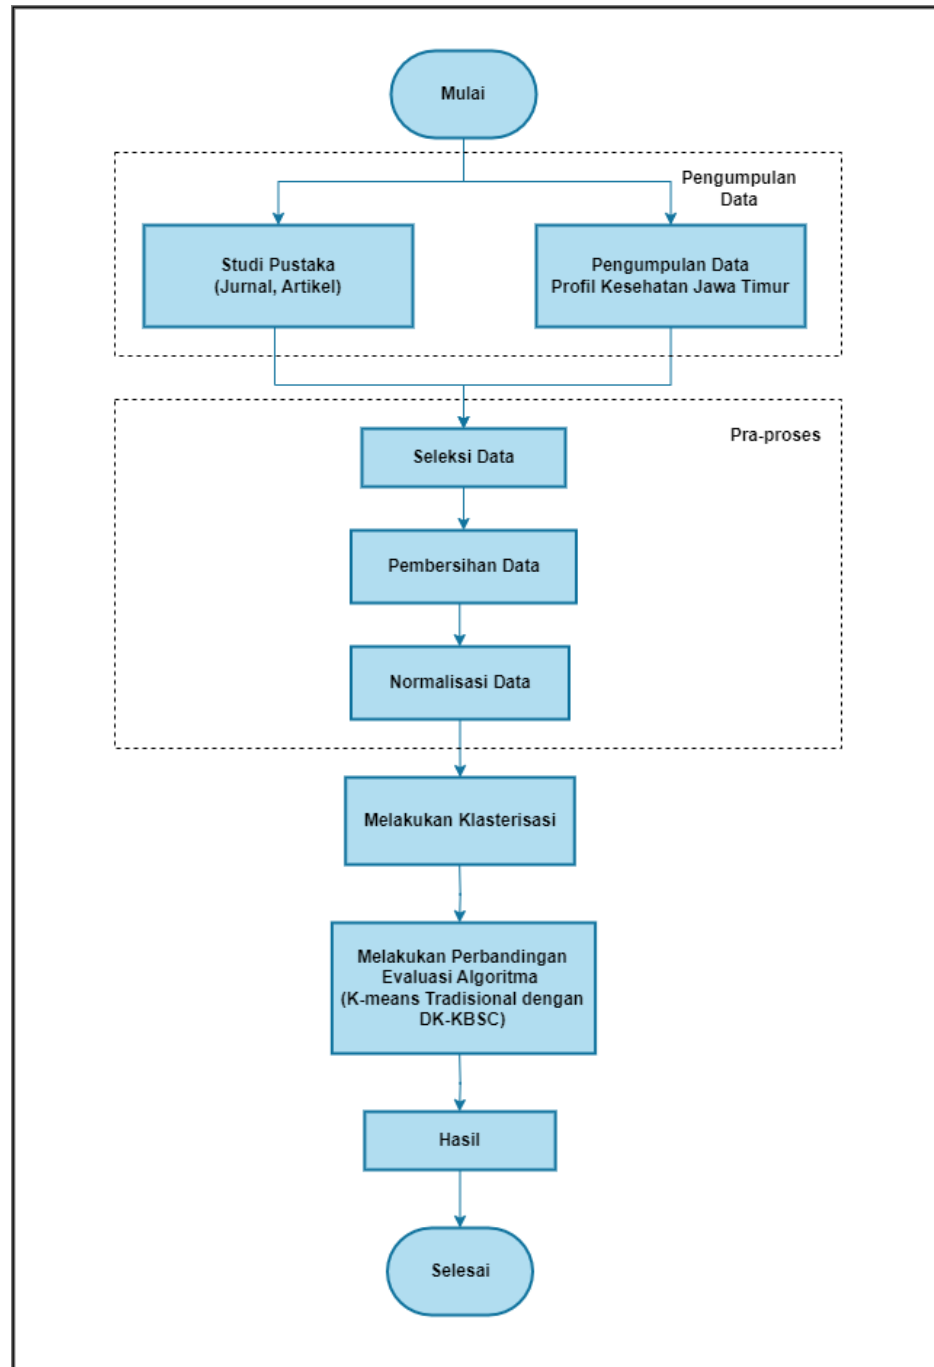 Mulai
Pengumpulan
Data
Studi Pustaka
(Jurnal, Artikel)
Pengumpulan Data
Profil Kesehatan Jawa Timur
Pra-proses
Seleksi Data
Pembersihan Data
Normalisasi Data
Melakukan Klasterisasi
Melakukan Perbandingan
Evaluasi Algoritma
(K-means Tradisional dengan
DK-KBSC)
Hasil
Selesai